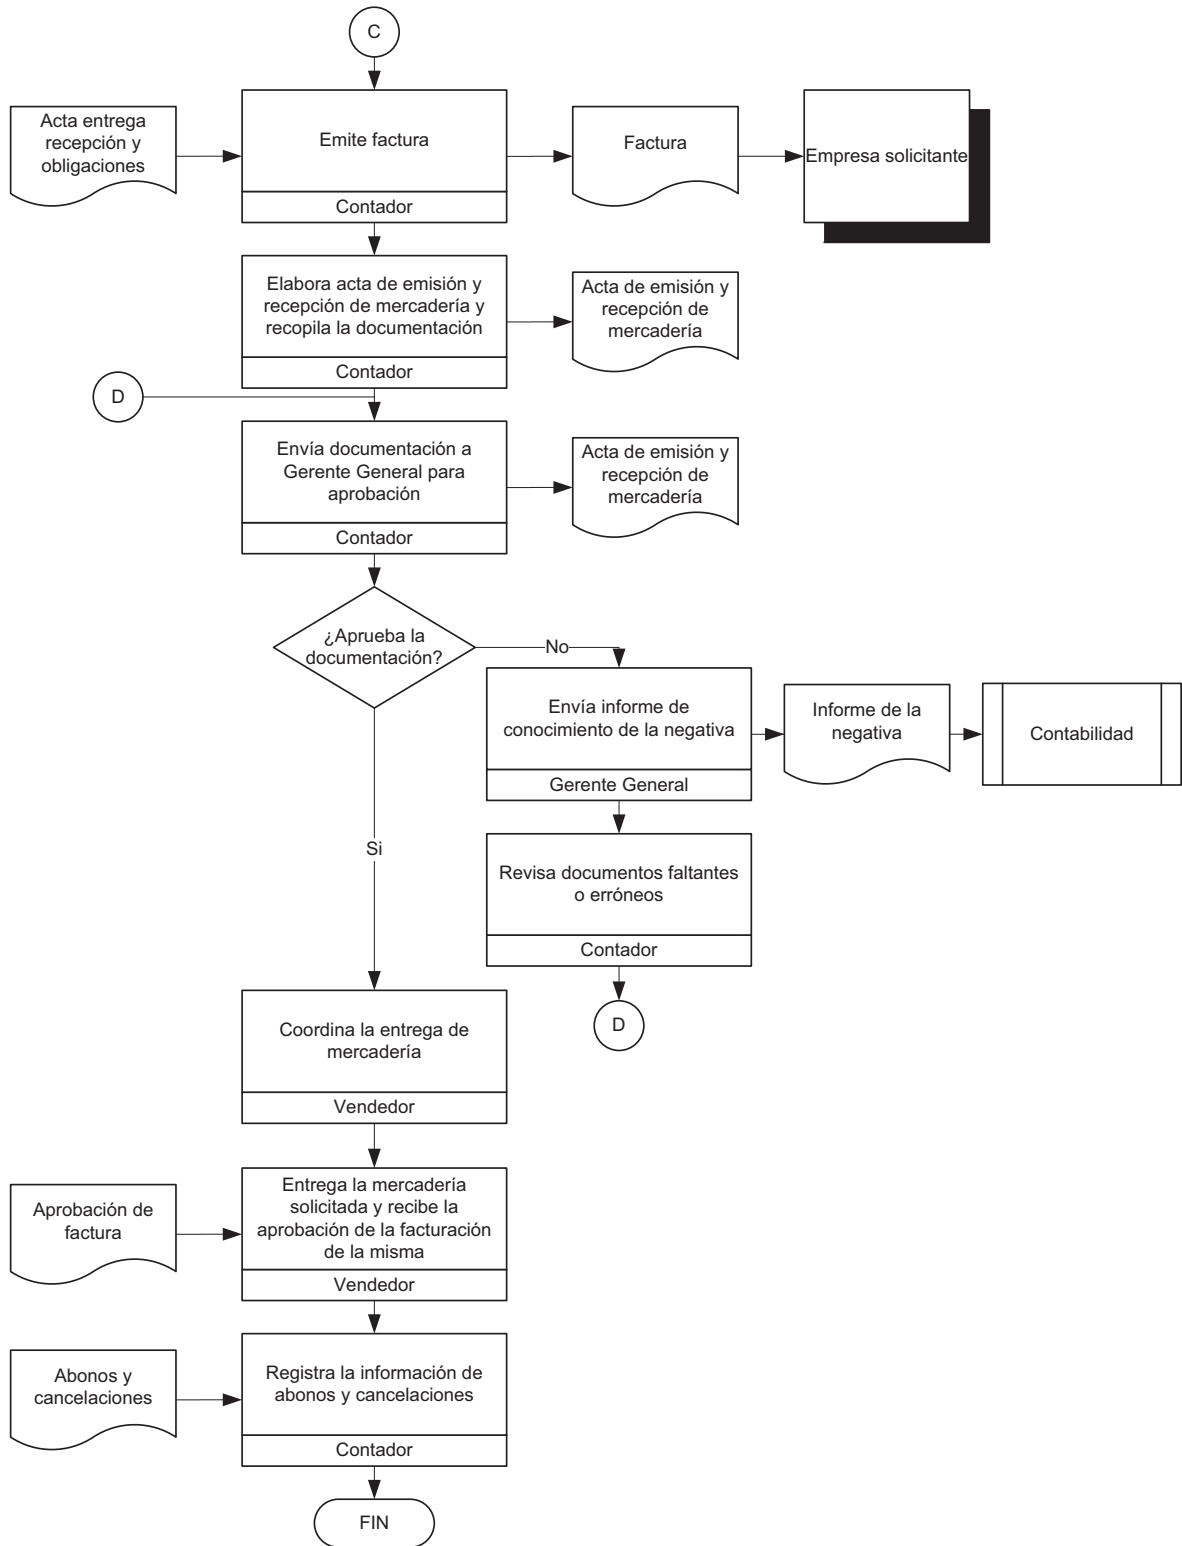 C
Acta entrega
recepción y
obligaciones
Emite factura
Contador
Factura
Empresa solicitante
Elabora acta de emisión y
recepción de mercadería y
recopila la documentación
Contador
Acta de emisión y
recepción de
mercadería
D
Envía documentación a
Gerente General para
aprobación
Contador
Acta de emisión y
recepción de
mercadería
¿Aprueba la
documentación?
No
Envía informe de
conocimiento de la negativa
Gerente General
Informe de la
negativa
Contabilidad
Si
Revisa documentos faltantes
o erróneos
Contador
D
Coordina la entrega de
mercadería
Vendedor
Aprobación de
factura
Entrega la mercadería
solicitada y recibe la
aprobación de la facturación
de la misma
Vendedor
Abonos y
cancelaciones
Registra la información de
abonos y cancelaciones
Contador
FIN